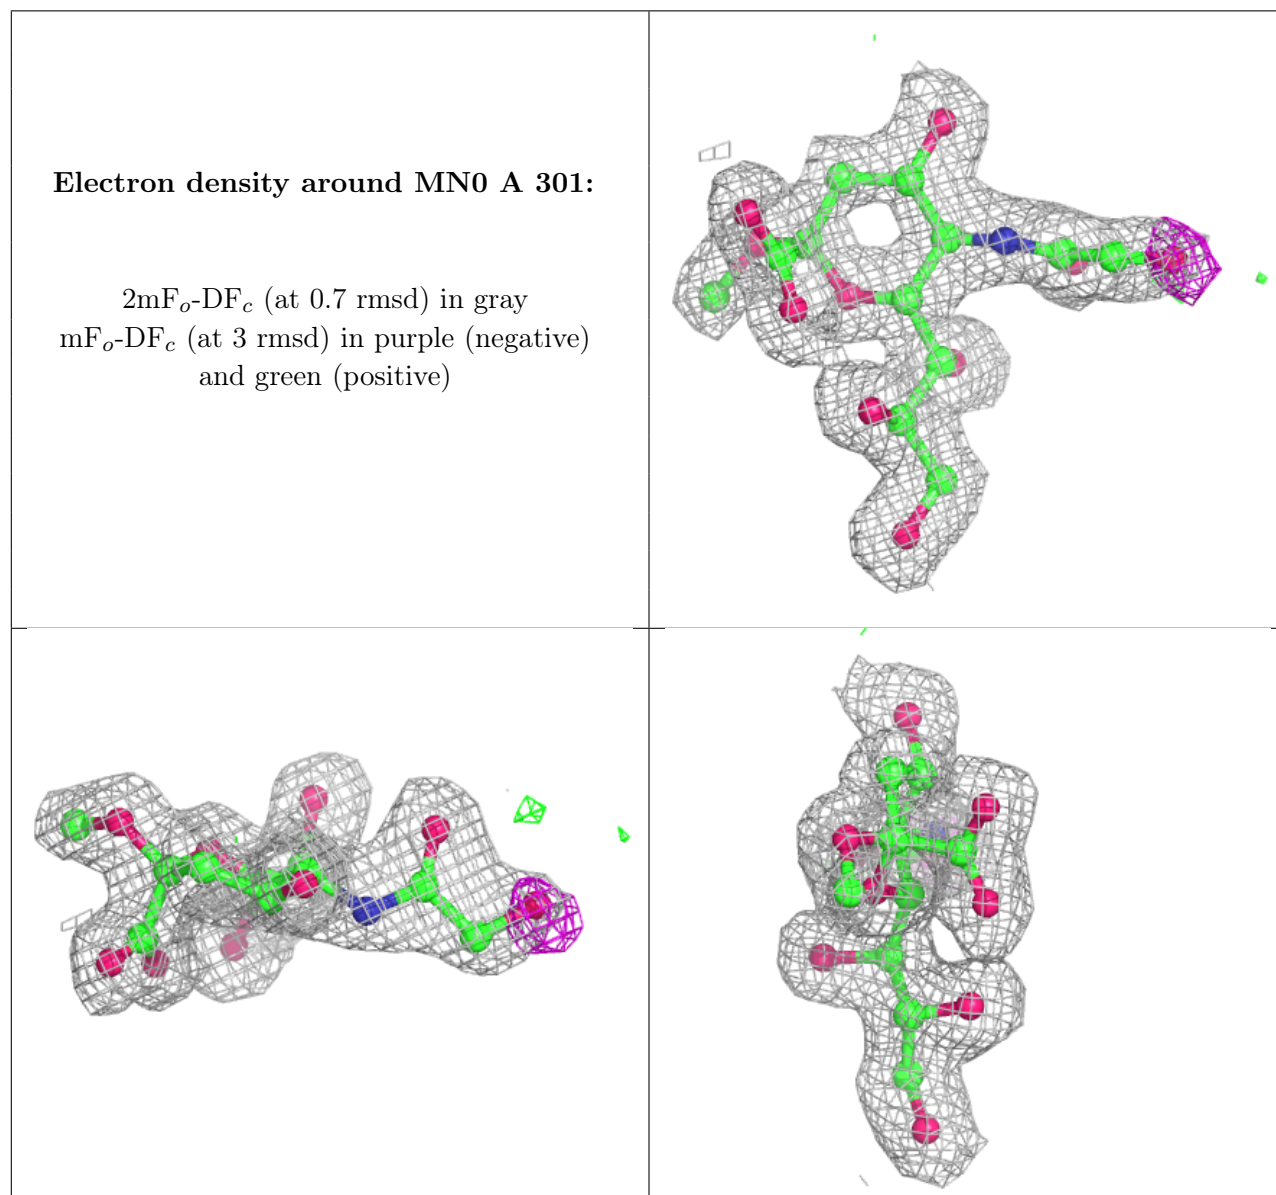 Electron density around MN0 A 301:
2mFo-DFc (at 0.7 rmsd) in gray
mFo-DFc (at 3 rmsd) in purple (negative)
and green (positive)